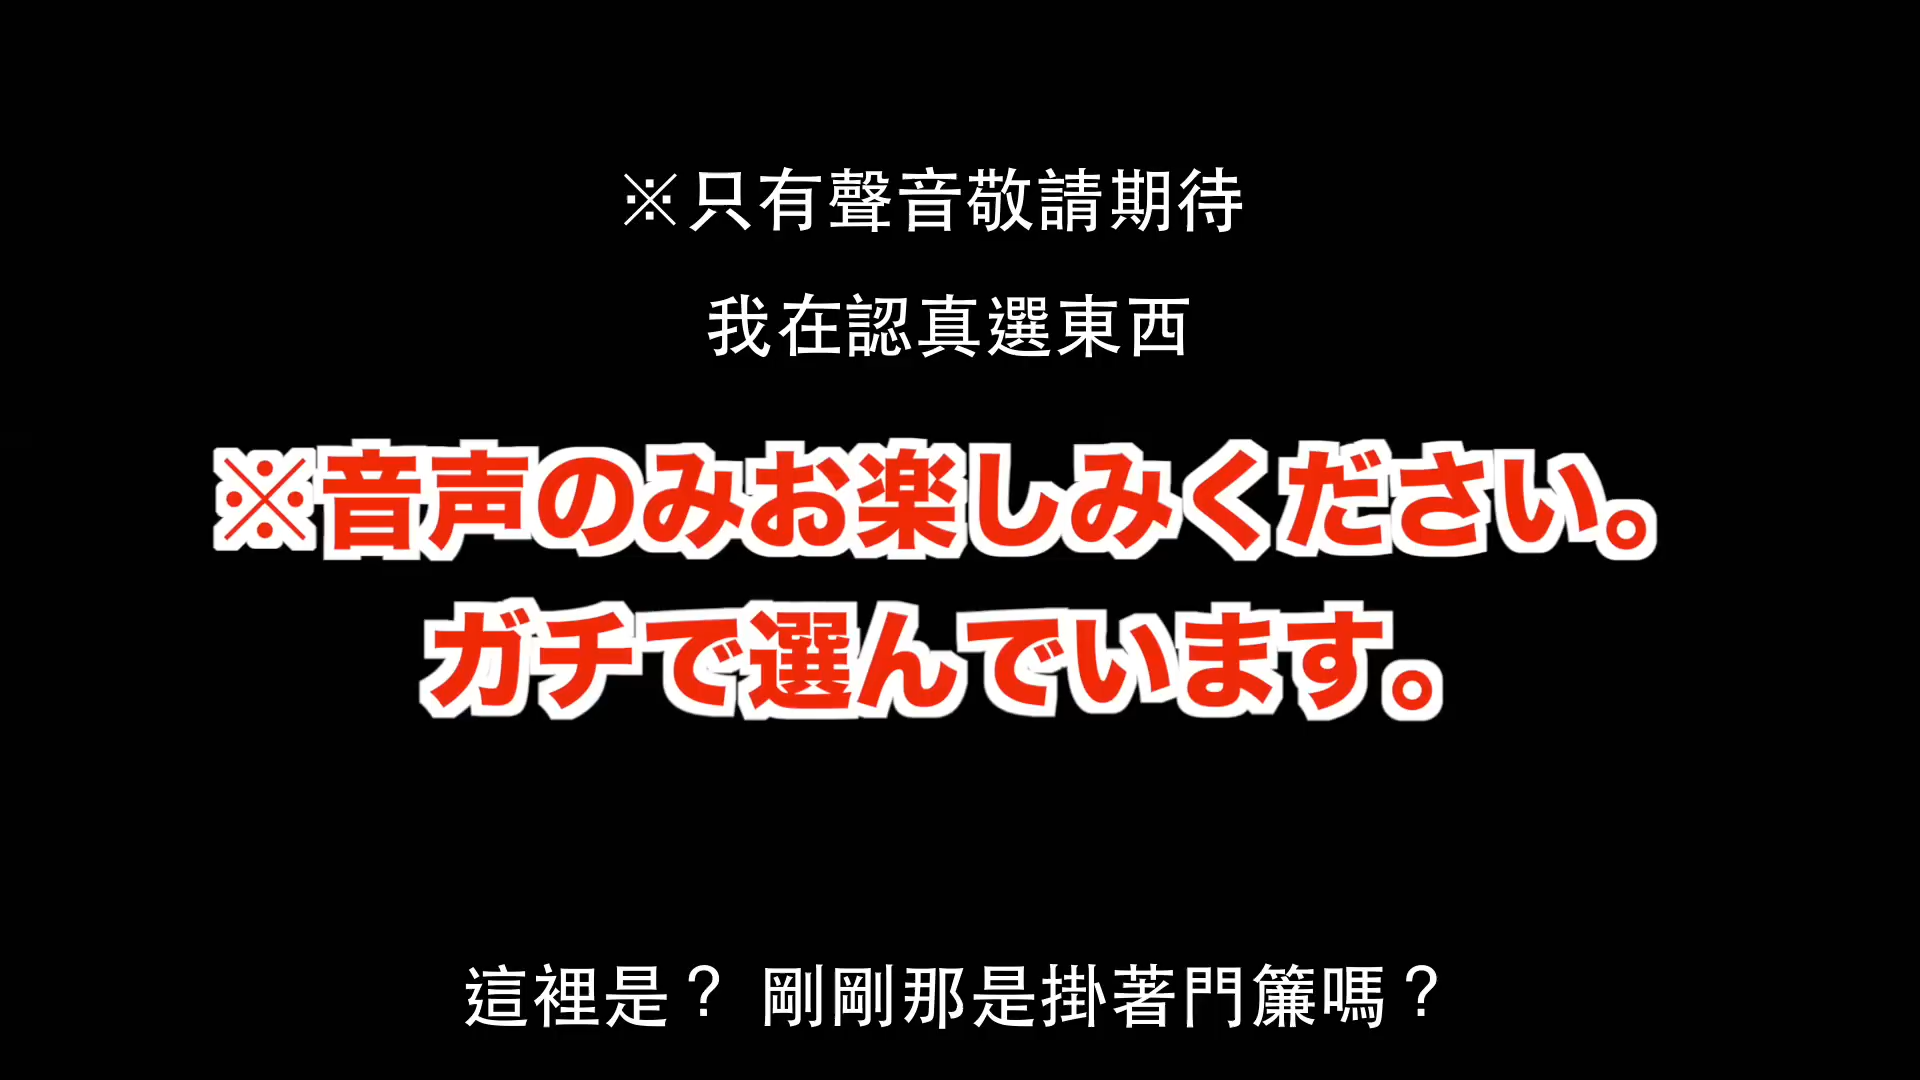 ※只有聲音敬請期待
我在認真選東西
※音声のみお楽しみください。
ガチで選んでいます。
這裡是？ 剛剛那是掛著門簾嗎？